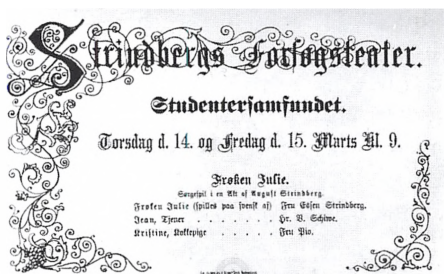 Strindbergs Forsøgsteater.
Studentersamfundet.
Torsdag d. 14. og Fredag d. 15. Marts Kl. 9.
Frøken Julie.
Sørgespil i en Akt af August Strindberg.
Frøken Julie (spilles paa svensk af) Fru Essen Strindberg.
Jean, Tjener . . . . . . . . Hr. V. Schiwe.
Kristine, Kokkepige . . . . . . Fru Pio.